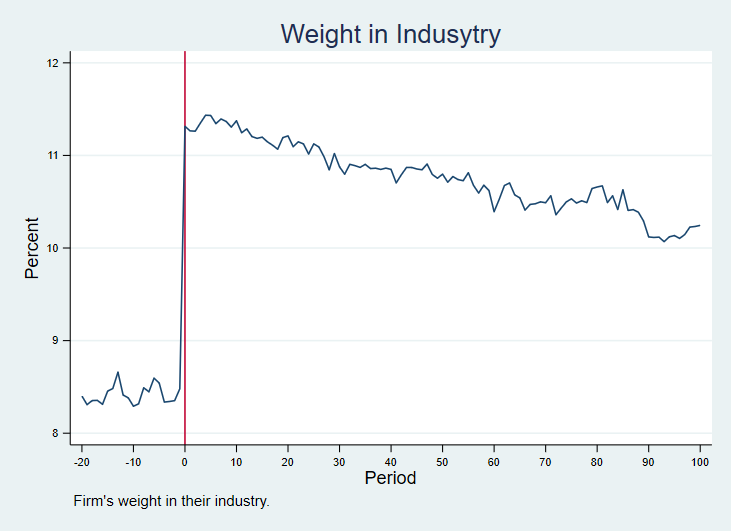 Weight in Indusytry
12
11
10
9
8
Percent
-20 -10 0 10 20 30 40 50 60 70 80 90 100
Period
Firm's weight in their industry.